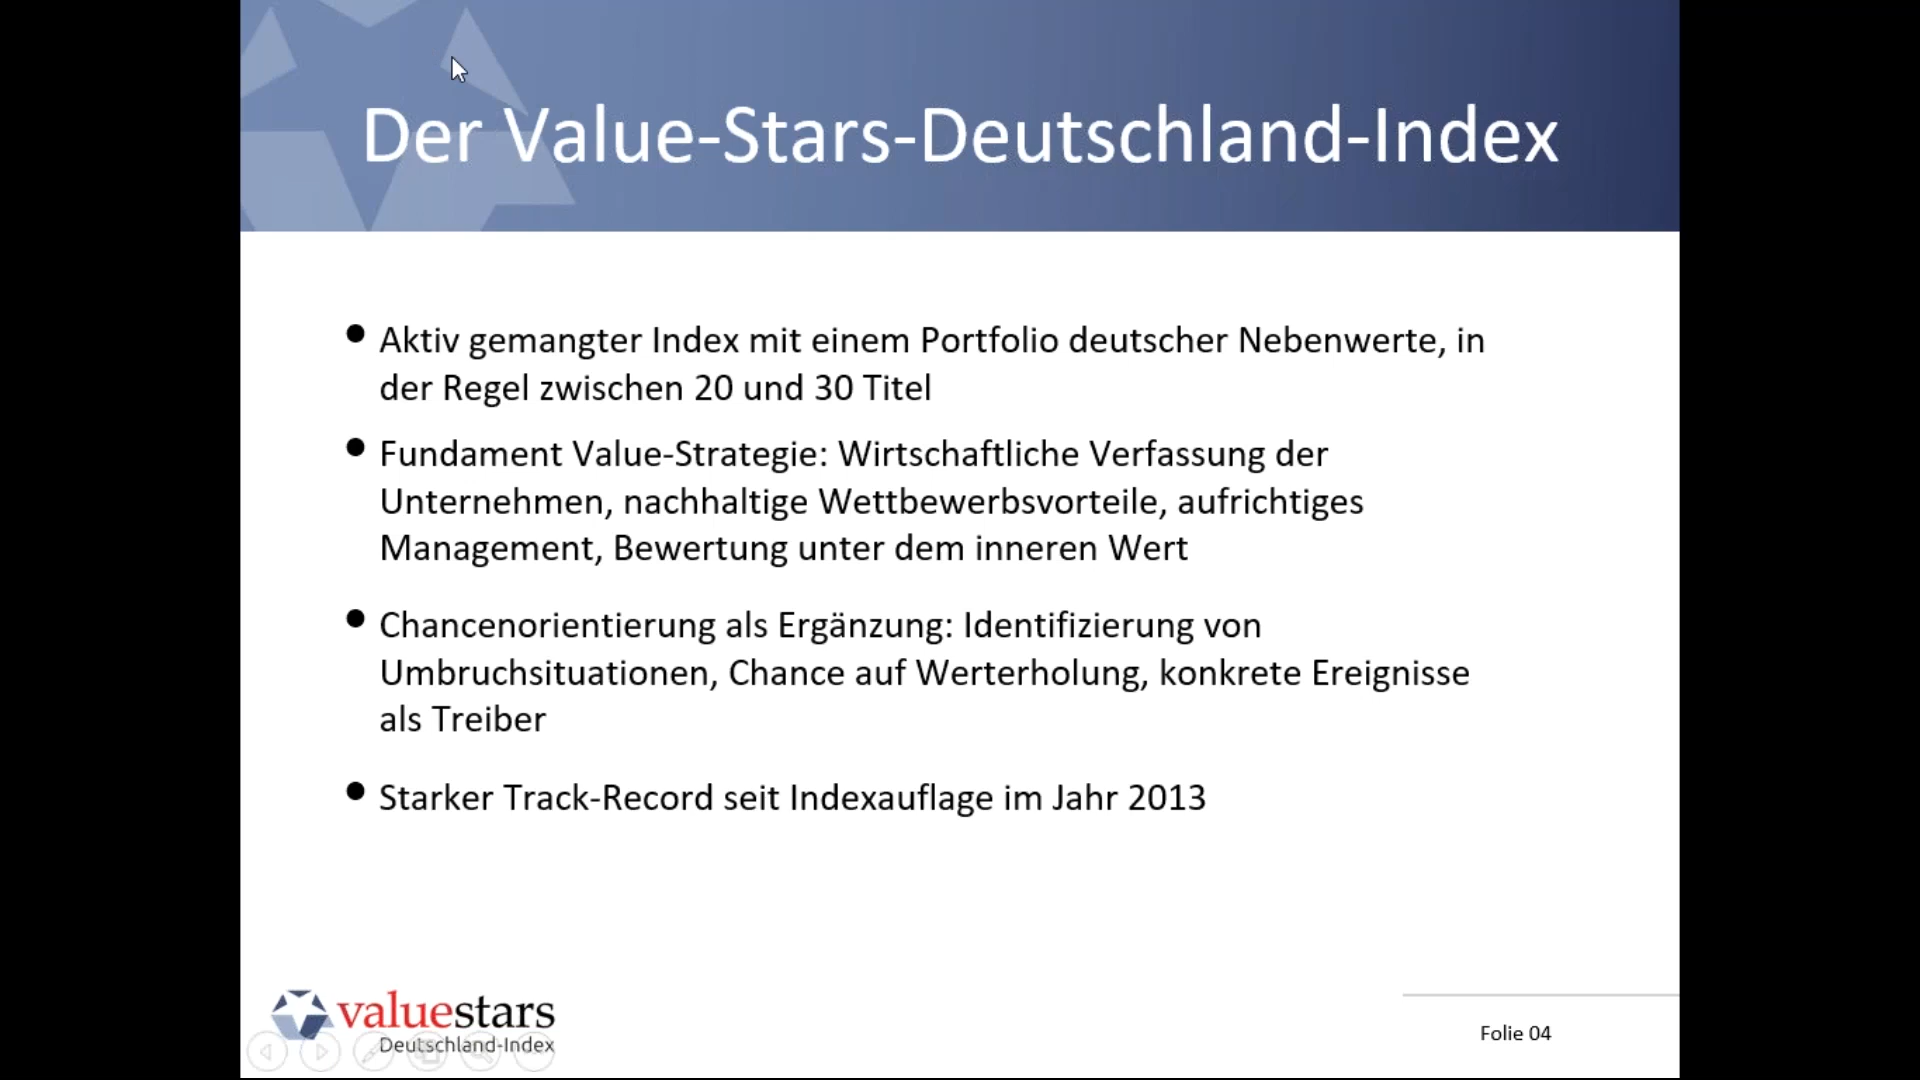 Der Value-Stars-Deutschland-Index
• Aktiv gemangter Index mit einem Portfolio deutscher Nebenwerte, in
der Regel zwischen 20 und 30 Titel
• Fundament Value-Strategie: Wirtschaftliche Verfassung der
Unternehmen, nachhaltige Wettbewerbsvorteile, aufrichtiges
Management, Bewertung unter dem inneren Wert
• Chancenorientierung als Ergänzung: Identifizierung von
Umbruchsituationen, Chance auf Werterholung, konkrete Ereignisse
als Treiber
• Starker Track-Record seit Indexauflage im Jahr 2013
valuestars
Deutschland-Index
Folie 04